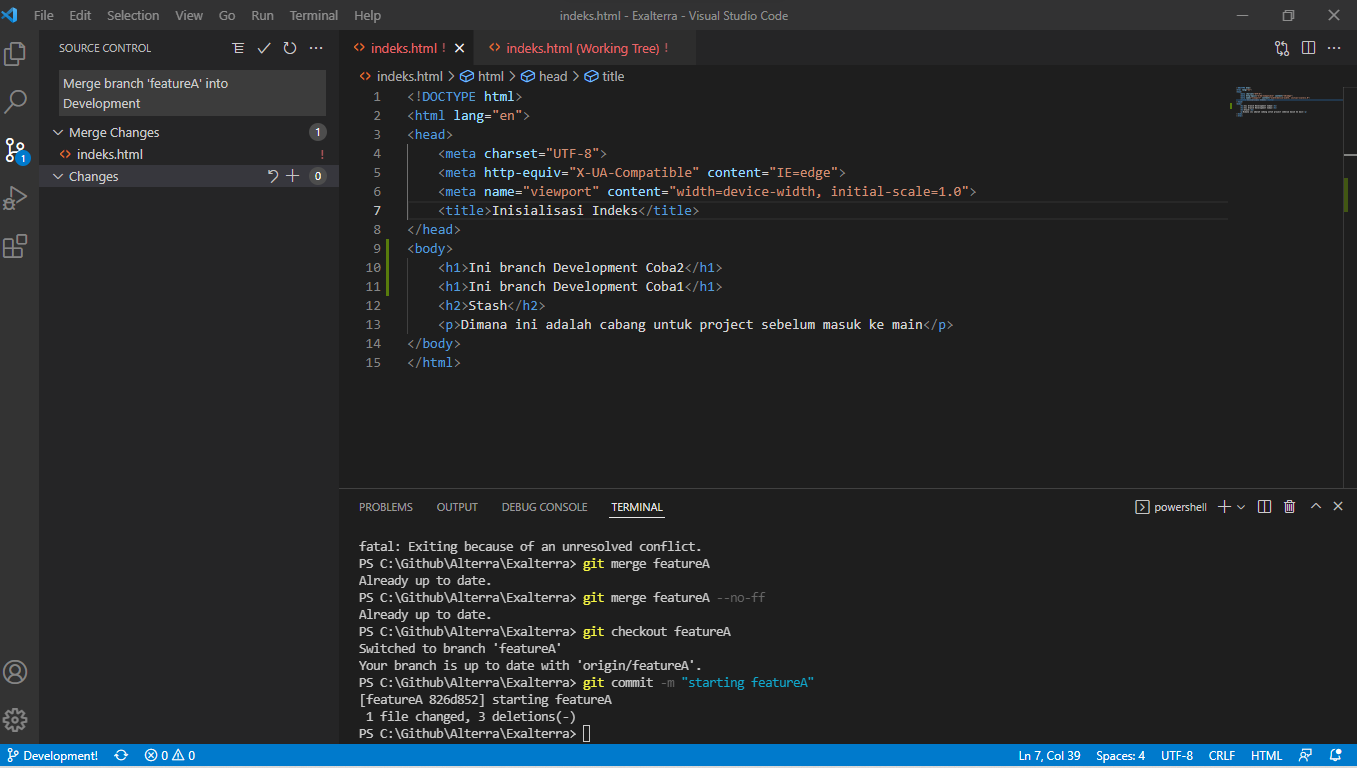 File Edit Selection View Go Run Terminal Help
indeks.html - Exalterra - Visual Studio Code
SOURCE CONTROL
Merge branch 'featureA' into
Development
Merge Changes 1
indeks.html !
Changes 0
1
indeks.html !
indeks.html (Working Tree) !
indeks.html > html > head > title
1 <!DOCTYPE html>
2 <html lang="en">
3 <head>
4 <meta charset="UTF-8">
5 <meta http-equiv="X-UA-Compatible" content="IE=edge">
6 <meta name="viewport" content="width=device-width, initial-scale=1.0">
7 <title>Inisialisasi Indeks</title>
8 </head>
9 <body>
10 <h1>Ini branch Development Coba2</h1>
11 <h1>Ini branch Development Coba1</h1>
12 <h2>Stash</h2>
13 <p>Dimana ini adalah cabang untuk project sebelum masuk ke main</p>
14 </body>
15 </html>
PROBLEMS OUTPUT DEBUG CONSOLE TERMINAL
powershell
fatal: Exiting because of an unresolved conflict.
PS C:\Github\Alterra\Exalterra> git merge featureA
Already up to date.
PS C:\Github\Alterra\Exalterra> git merge featureA --no-ff
Already up to date.
PS C:\Github\Alterra\Exalterra> git checkout featureA
Switched to branch 'featureA'
Your branch is up to date with 'origin/featureA'.
PS C:\Github\Alterra\Exalterra> git commit -m "starting featureA"
[featureA 826d852] starting featureA
1 file changed, 3 deletions(-)
PS C:\Github\Alterra\Exalterra>
Development! 0 0
Ln 7, Col 39 Spaces: 4 UTF-8 CRLF HTML